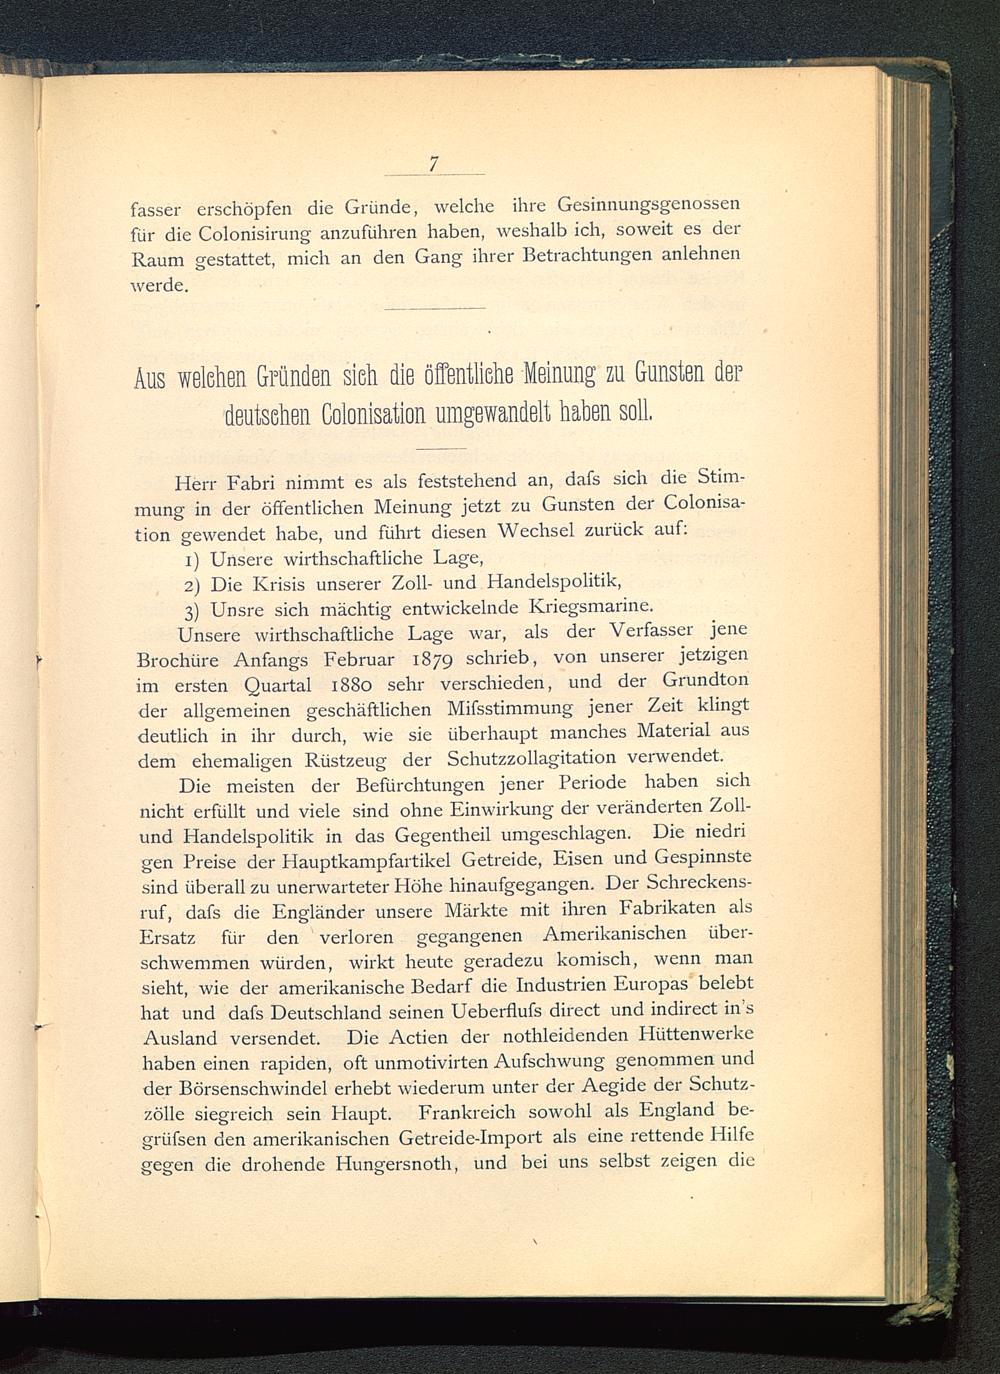 7
fasser erschöpfen die Gründe, welche ihre Gesinnungsgenossen
für die Colonisirung anzuführen haben, weshalb ich, soweit es der
Raum gestattet, mich an den Gang ihrer Betrachtungen anlehnen
werde.
Aus welchen Gründen sich die öffentliche Meinung zu Gunsten der
deutschen Colonisation umgewandelt haben soll.
Herr Fabri nimmt es als feststehend an, daſs sich die Stim-
mung in der öffentlichen Meinung jetzt zu Gunsten der Colonisa-
tion gewendet habe, und führt diesen Wechsel zurück auf:
1) Unsere wirthschaftliche Lage,
2) Die Krisis unserer Zoll- und Handelspolitik,
3) Unsre sich mächtig entwickelnde Kriegsmarine.
Unsere wirthschaftliche Lage war, als der Verfasser jene
Brochüre Anfangs Februar 1879 schrieb, von unserer jetzigen
im ersten Quartal 1880 sehr verschieden, und der Grundton
der allgemeinen geschäftlichen Miſsstimmung jener Zeit klingt
deutlich in ihr durch, wie sie überhaupt manches Material aus
dem ehemaligen Rüstzeug der Schutzzollagitation verwendet.
Die meisten der Befürchtungen jener Periode haben sich
nicht erfüllt und viele sind ohne Einwirkung der veränderten Zoll-
und Handelspolitik in das Gegentheil umgeschlagen. Die niedri
gen Preise der Hauptkampfartikel Getreide, Eisen und Gespinnste
sind überall zu unerwarteter Höhe hinaufgegangen. Der Schreckens-
ruf, daſs die Engländer unsere Märkte mit ihren Fabrikaten als
Ersatz für den verloren gegangenen Amerikanischen über-
schwemmen würden, wirkt heute geradezu komisch, wenn man
sieht, wie der amerikanische Bedarf die Industrien Europas belebt
hat und daſs Deutschland seinen Ueberfluſs direct und indirect in's
Ausland versendet. Die Actien der nothleidenden Hüttenwerke
haben einen rapiden, oft unmotivirten Aufschwung genommen und
der Börsenschwindel erhebt wiederum unter der Aegide der Schutz-
zölle siegreich sein Haupt. Frankreich sowohl als England be-
grüſsen den amerikanischen Getreide-Import als eine rettende Hilfe
gegen die drohende Hungersnoth, und bei uns selbst zeigen die